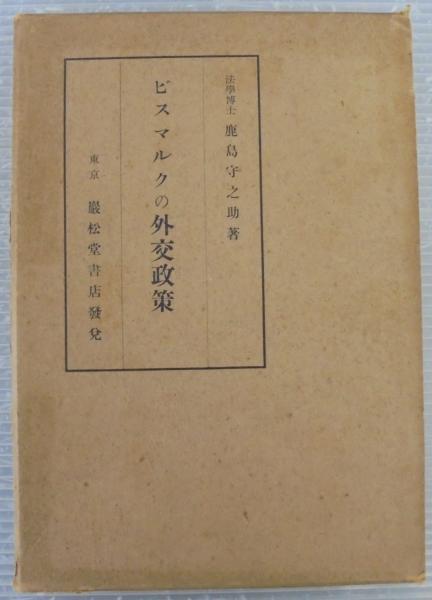 法學博士 鹿島守之助著
ビスマルクの外交政策
東京 巖松堂書店發兌